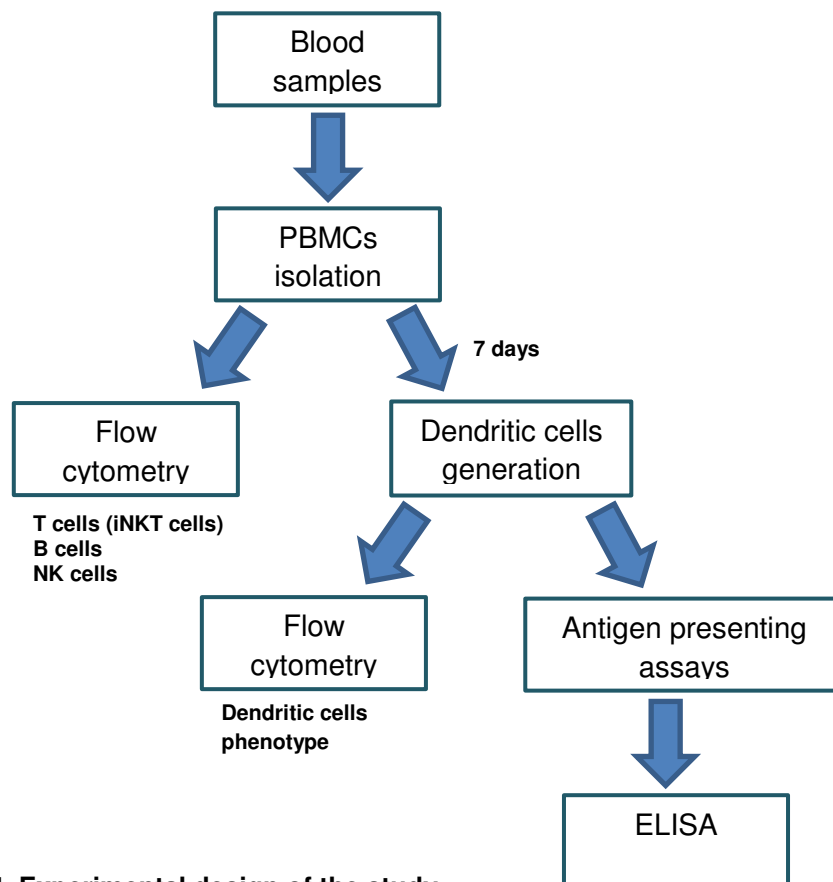 Blood
samples
PBMCs
isolation
7 days
Flow
cytometry
Dendritic cells
generation
T cells (iNKT cells)
B cells
NK cells
Flow
cytometry
Antigen presenting
assays
Dendritic cells
phenotype
ELISA
Experimental design of the study